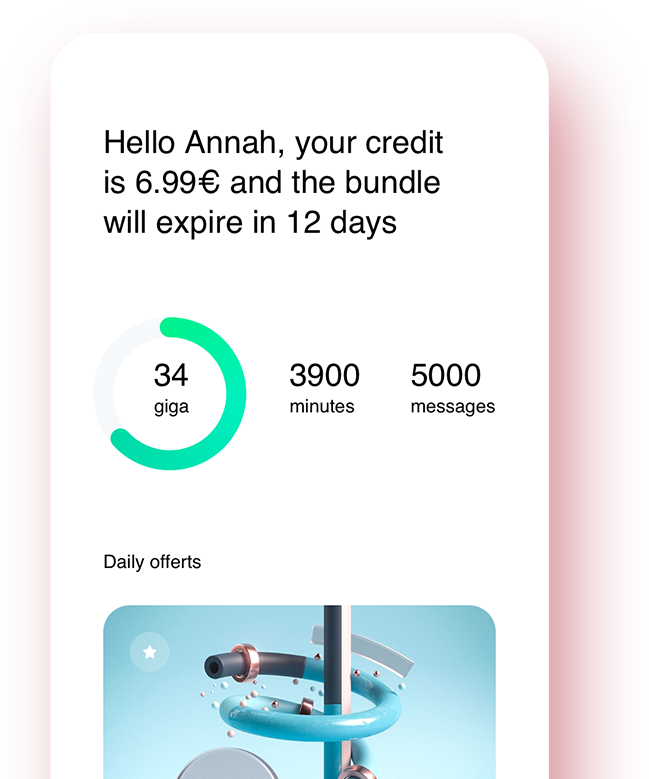 Hello Annah, your credit
is 6.99€ and the bundle
will expire in 12 days
34
giga
3900
minutes
5000
messages
Daily offerts